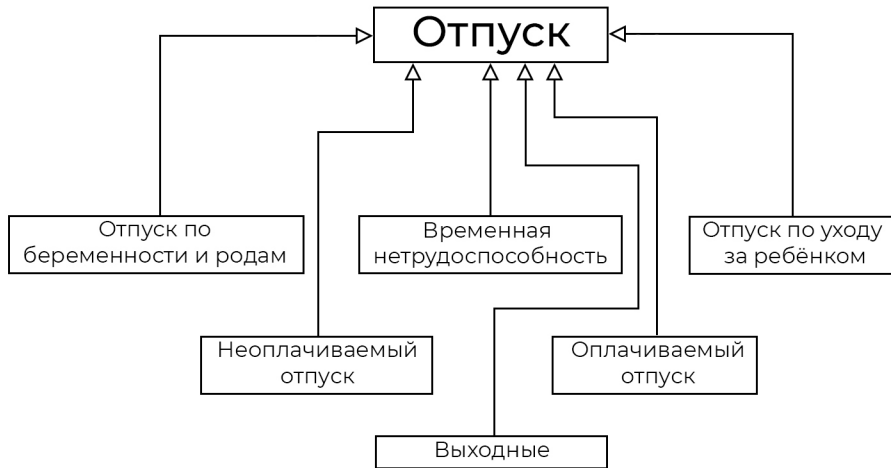 Отпуск
Отпуск по
беременности и родам
Временная
нетрудоспособность
Отпуск по уходу
за ребёнком
Неоплачиваемый
отпуск
Оплачиваемый
отпуск
Выходные